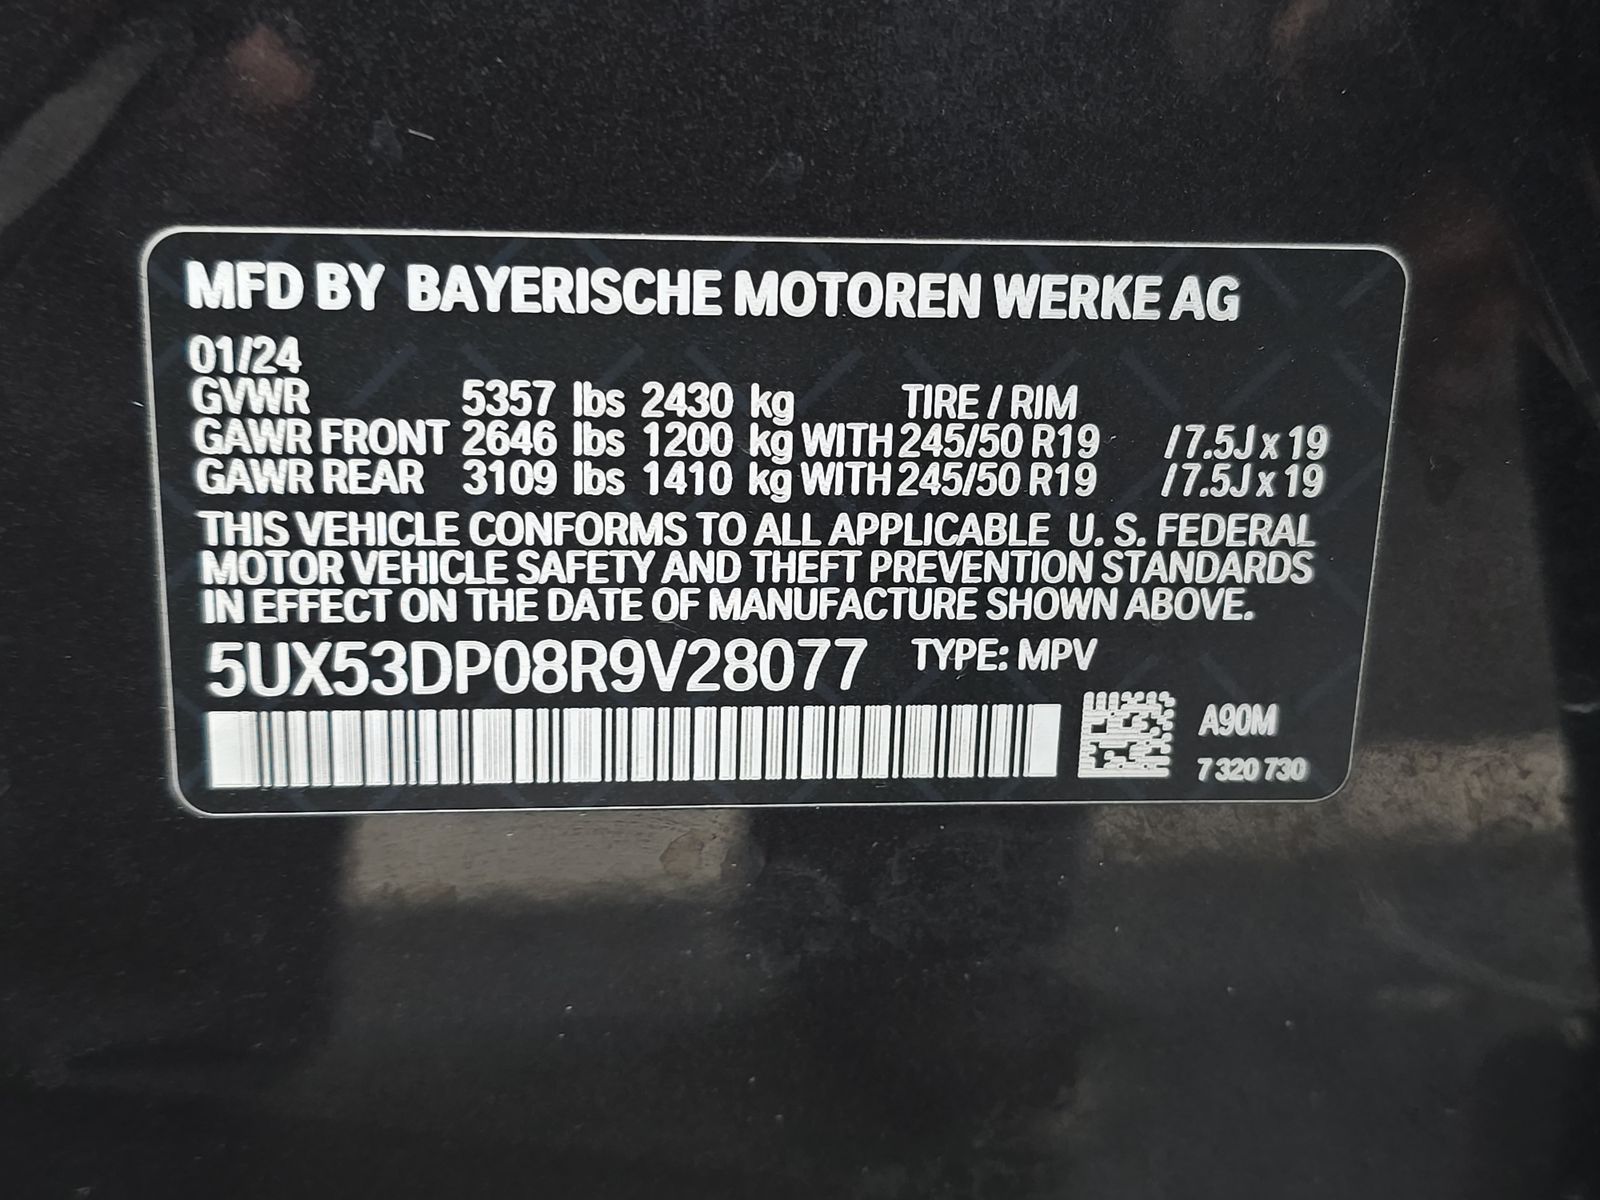 MFD BY BAYERISCHE MOTOREN WERKE AG
01/24
GVWR 5357 lbs 2430 kg TIRE / RIM
GAWR FRONT 2646 lbs 1200 kg WITH 245/50 R19 / 7.5J x 19
GAWR REAR 3109 lbs 1410 kg WITH 245/50 R19 / 7.5J x 19
THIS VEHICLE CONFORMS TO ALL APPLICABLE U. S. FEDERAL
MOTOR VEHICLE SAFETY AND THEFT PREVENTION STANDARDS
IN EFFECT ON THE DATE OF MANUFACTURE SHOWN ABOVE.
5UX53DP08R9V28077 TYPE: MPV
A90M
7 320 730